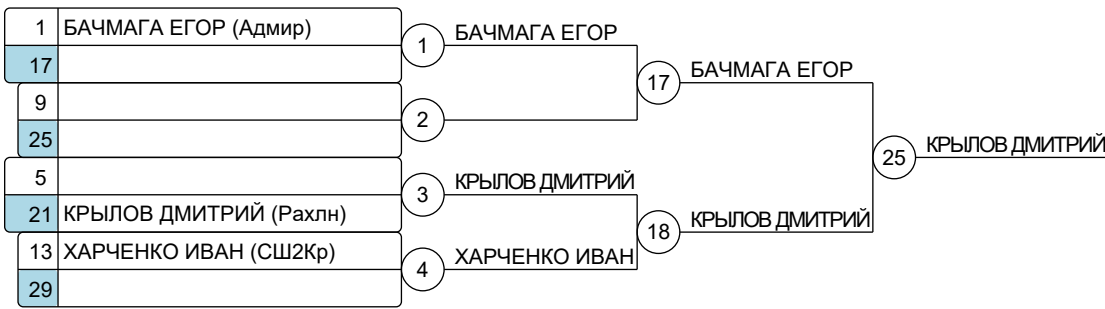 1 БАЧМАГА ЕГОР (Адмир)
17
9
25
5
21 КРЫЛОВ ДМИТРИЙ (Рахлн)
13 ХАРЧЕНКО ИВАН (СШ2Кр)
29
1 БАЧМАГА ЕГОР
2
3 КРЫЛОВ ДМИТРИЙ
4 ХАРЧЕНКО ИВАН
17 БАЧМАГА ЕГОР
18 КРЫЛОВ ДМИТРИЙ
25 КРЫЛОВ ДМИТРИЙ